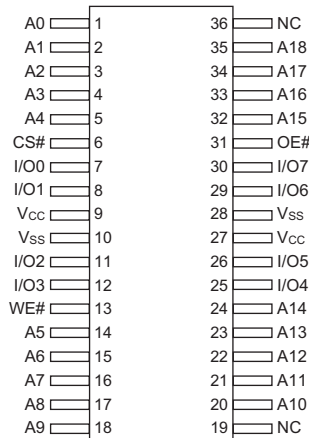 A0 1 36 NC
A1 2 35 A18
A2 3 34 A17
A3 4 33 A16
A4 5 32 A15
CS# 6 31 OE#
I/O0 7 30 I/O7
I/O1 8 29 I/O6
VCC 9 28 VSS
VSS 10 27 VCC
I/O2 11 26 I/O5
I/O3 12 25 I/O4
WE# 13 24 A14
A5 14 23 A13
A6 15 22 A12
A7 16 21 A11
A8 17 20 A10
A9 18 19 NC